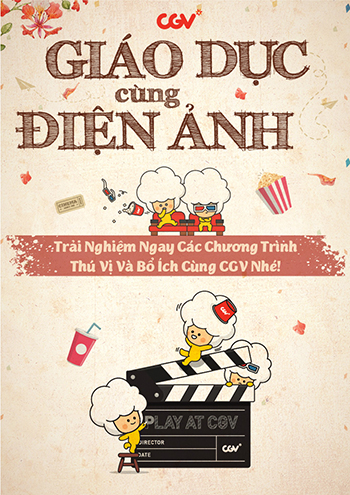 CGV
GIÁO DỤC
cùng
ĐIỆN ẢNH
Trải Nghiệm Ngay Các Chương Trình
Thú Vị Và Bổ Ích Cùng CGV Nhé!
CGV
PLAY AT CGV
DIRECTOR
DATE
CGV